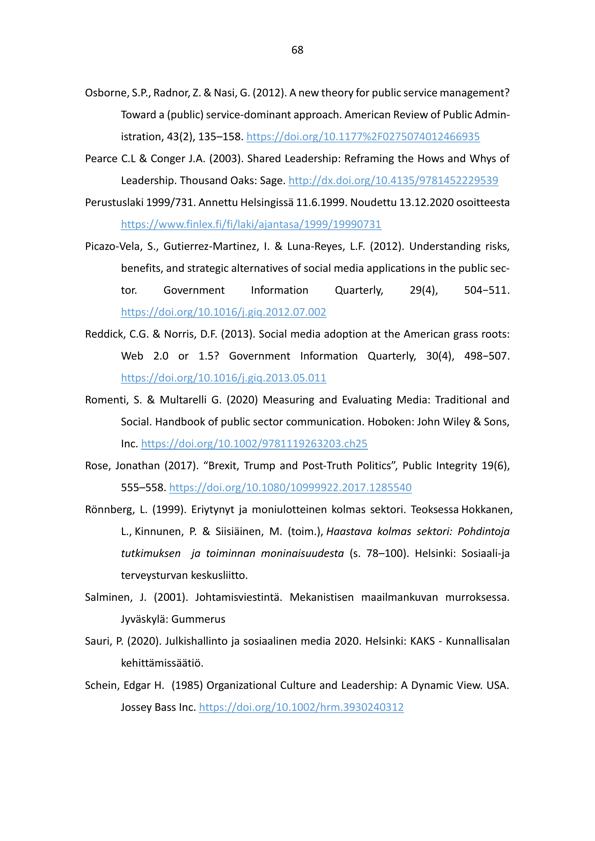 68
Osborne, S.P., Radnor, Z. & Nasi, G. (2012). A new theory for public service management?
Toward a (public) service-dominant approach. American Review of Public Admin-
istration, 43(2), 135–158. https://doi.org/10.1177%2F0275074012466935
Pearce C.L & Conger J.A. (2003). Shared Leadership: Reframing the Hows and Whys of
Leadership. Thousand Oaks: Sage. http://dx.doi.org/10.4135/9781452229539
Perustuslaki 1999/731. Annettu Helsingissä 11.6.1999. Noudettu 13.12.2020 osoitteesta
https://www.finlex.fi/fi/laki/ajantasa/1999/19990731
Picazo-Vela, S., Gutierrez-Martinez, I. & Luna-Reyes, L.F. (2012). Understanding risks,
benefits, and strategic alternatives of social media applications in the public sec-
tor. Government Information Quarterly, 29(4), 504−511.
https://doi.org/10.1016/j.giq.2012.07.002
Reddick, C.G. & Norris, D.F. (2013). Social media adoption at the American grass roots:
Web 2.0 or 1.5? Government Information Quarterly, 30(4), 498−507.
https://doi.org/10.1016/j.giq.2013.05.011
Romenti, S. & Multarelli G. (2020) Measuring and Evaluating Media: Traditional and
Social. Handbook of public sector communication. Hoboken: John Wiley & Sons,
Inc. https://doi.org/10.1002/9781119263203.ch25
Rose, Jonathan (2017). “Brexit, Trump and Post-Truth Politics”, Public Integrity 19(6),
555–558. https://doi.org/10.1080/10999922.2017.1285540
Rönnberg, L. (1999). Eriytynyt ja moniulotteinen kolmas sektori. Teoksessa Hokkanen,
L., Kinnunen, P. & Siisiäinen, M. (toim.), Haastava kolmas sektori: Pohdintoja
tutkimuksen ja toiminnan moninaisuudesta (s. 78–100). Helsinki: Sosiaali-ja
terveysturvan keskusliitto.
Salminen, J. (2001). Johtamisviestintä. Mekanistisen maailmankuvan murroksessa.
Jyväskylä: Gummerus
Sauri, P. (2020). Julkishallinto ja sosiaalinen media 2020. Helsinki: KAKS - Kunnallisalan
kehittämissäätiö.
Schein, Edgar H. (1985) Organizational Culture and Leadership: A Dynamic View. USA.
Jossey Bass Inc. https://doi.org/10.1002/hrm.3930240312